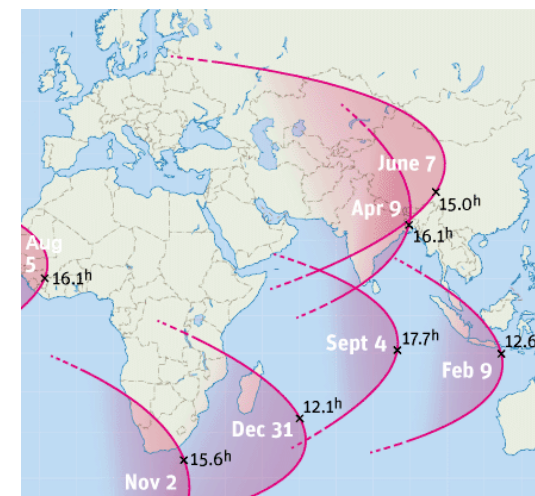 June 7
15.0h
Apr 9
16.1h
Aug
5
16.1h
Sept 4
17.7h
12.6
Feb 9
12.1h
Dec 31
15.6h
Nov 2